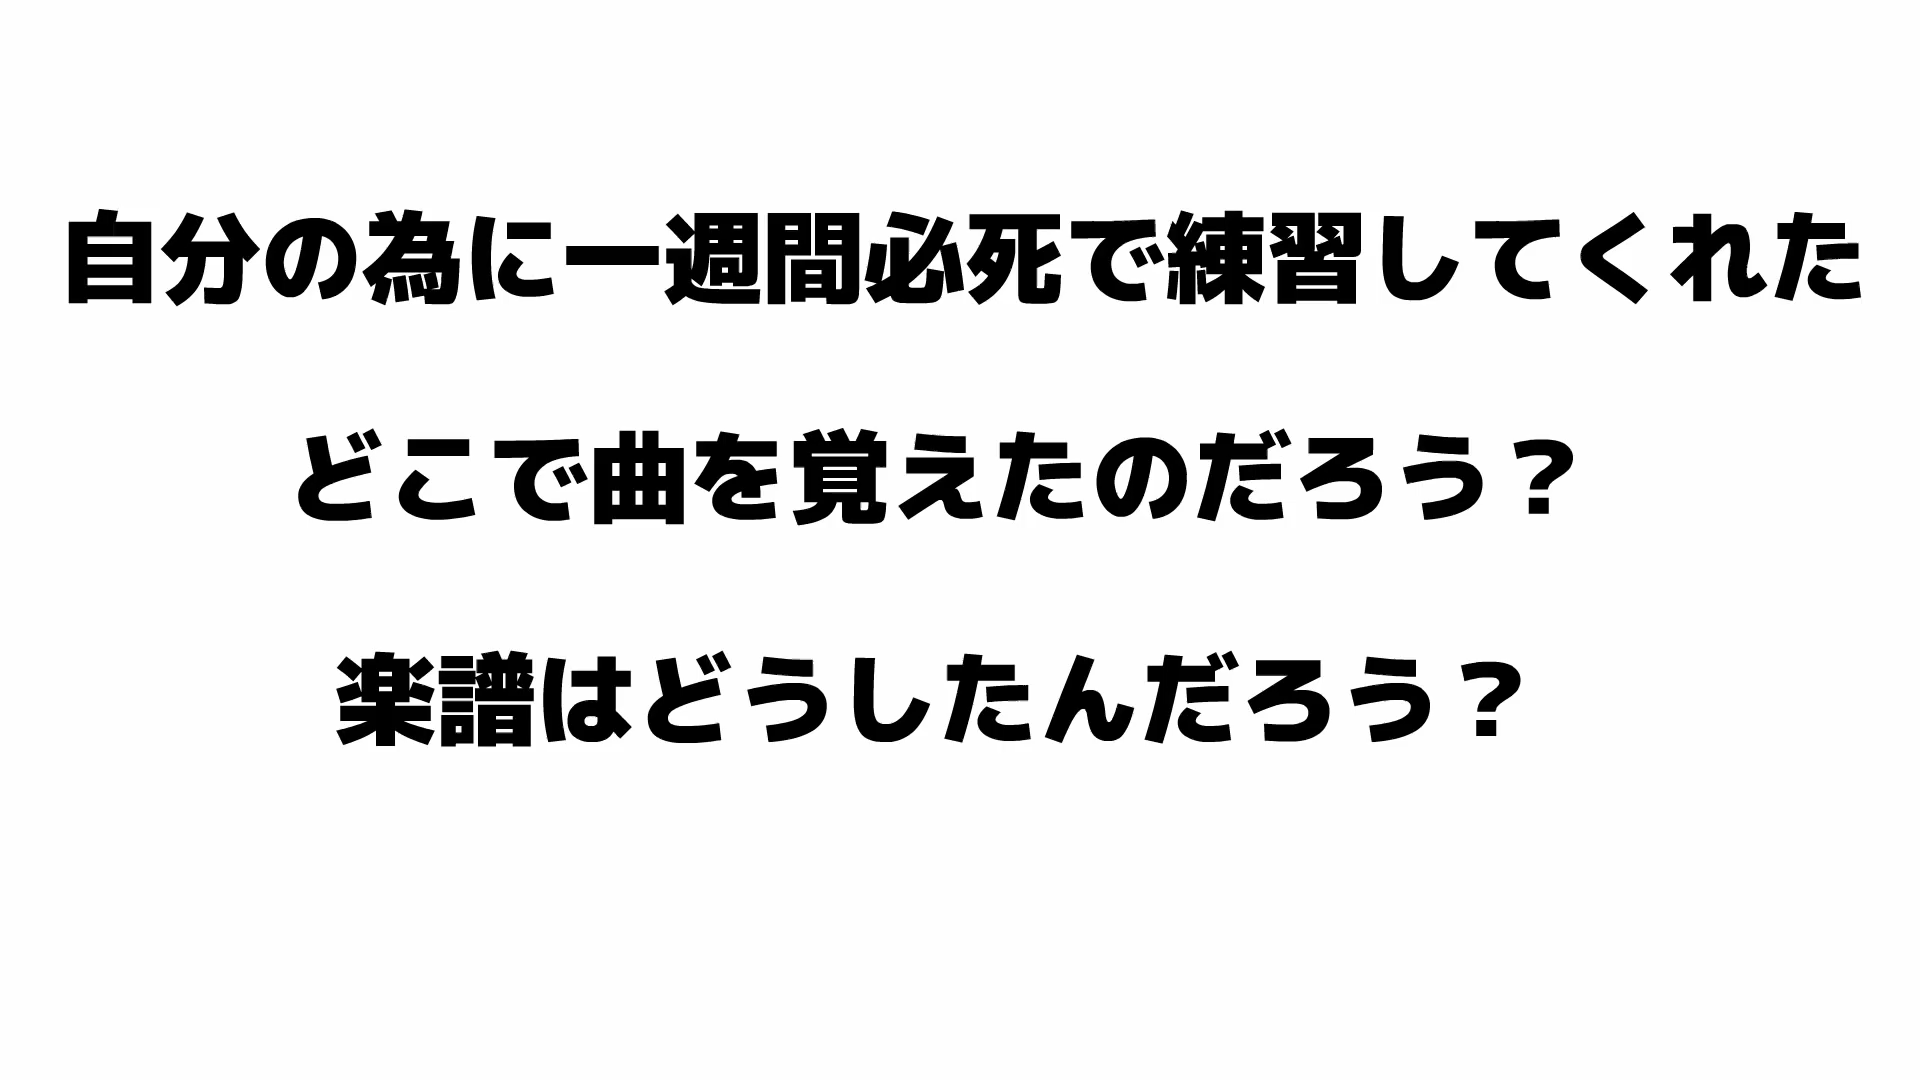 自分の為に一週間必死で練習してくれた
どこで曲を覚えたのだろう？
楽譜はどうしたんだろう？